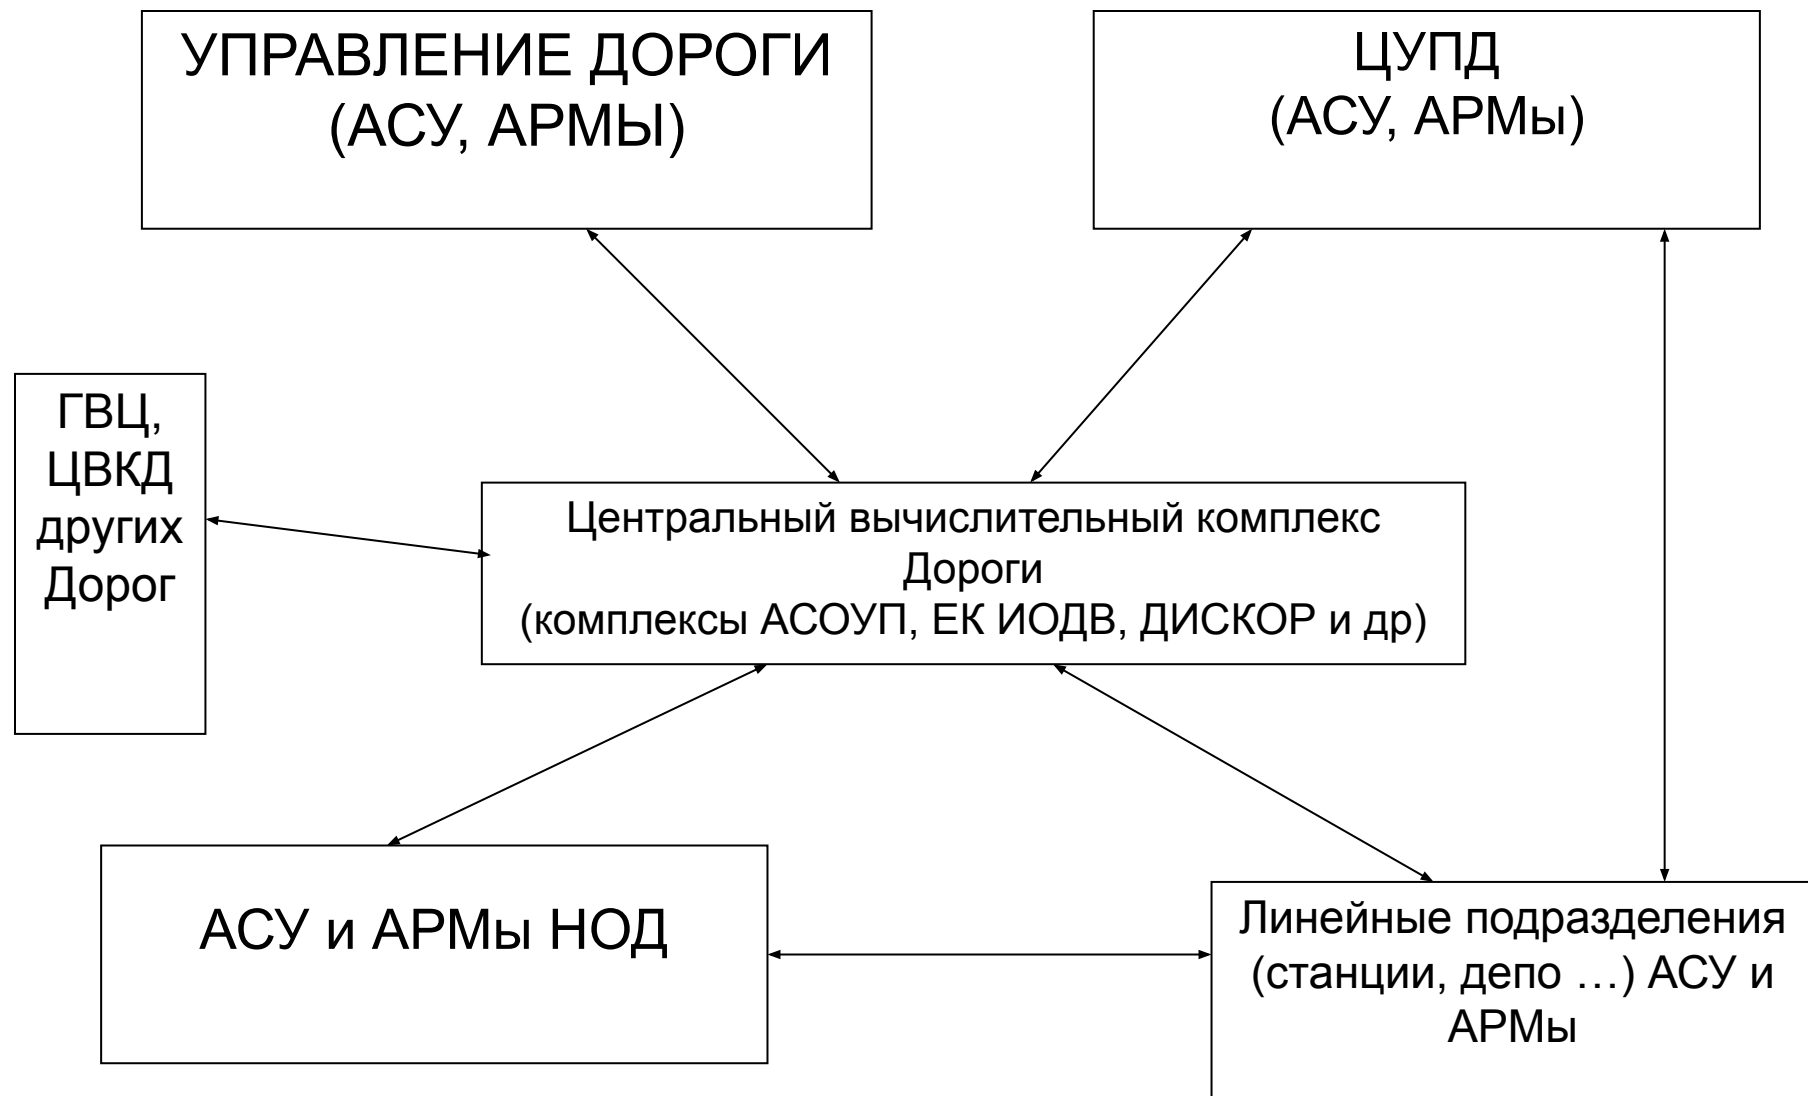 УПРАВЛЕНИЕ ДОРОГИ
(АСУ, АРМЫ)
ЦУПД
(АСУ, АРМы)
ГВЦ,
ЦВКД
других
Дорог
Центральный вычислительный комплекс
Дороги
(комплексы АСОУП, ЕК ИОДВ, ДИСКОР и др)
АСУ и АРМы НОД
Линейные подразделения
(станции, депо …) АСУ и
АРМы